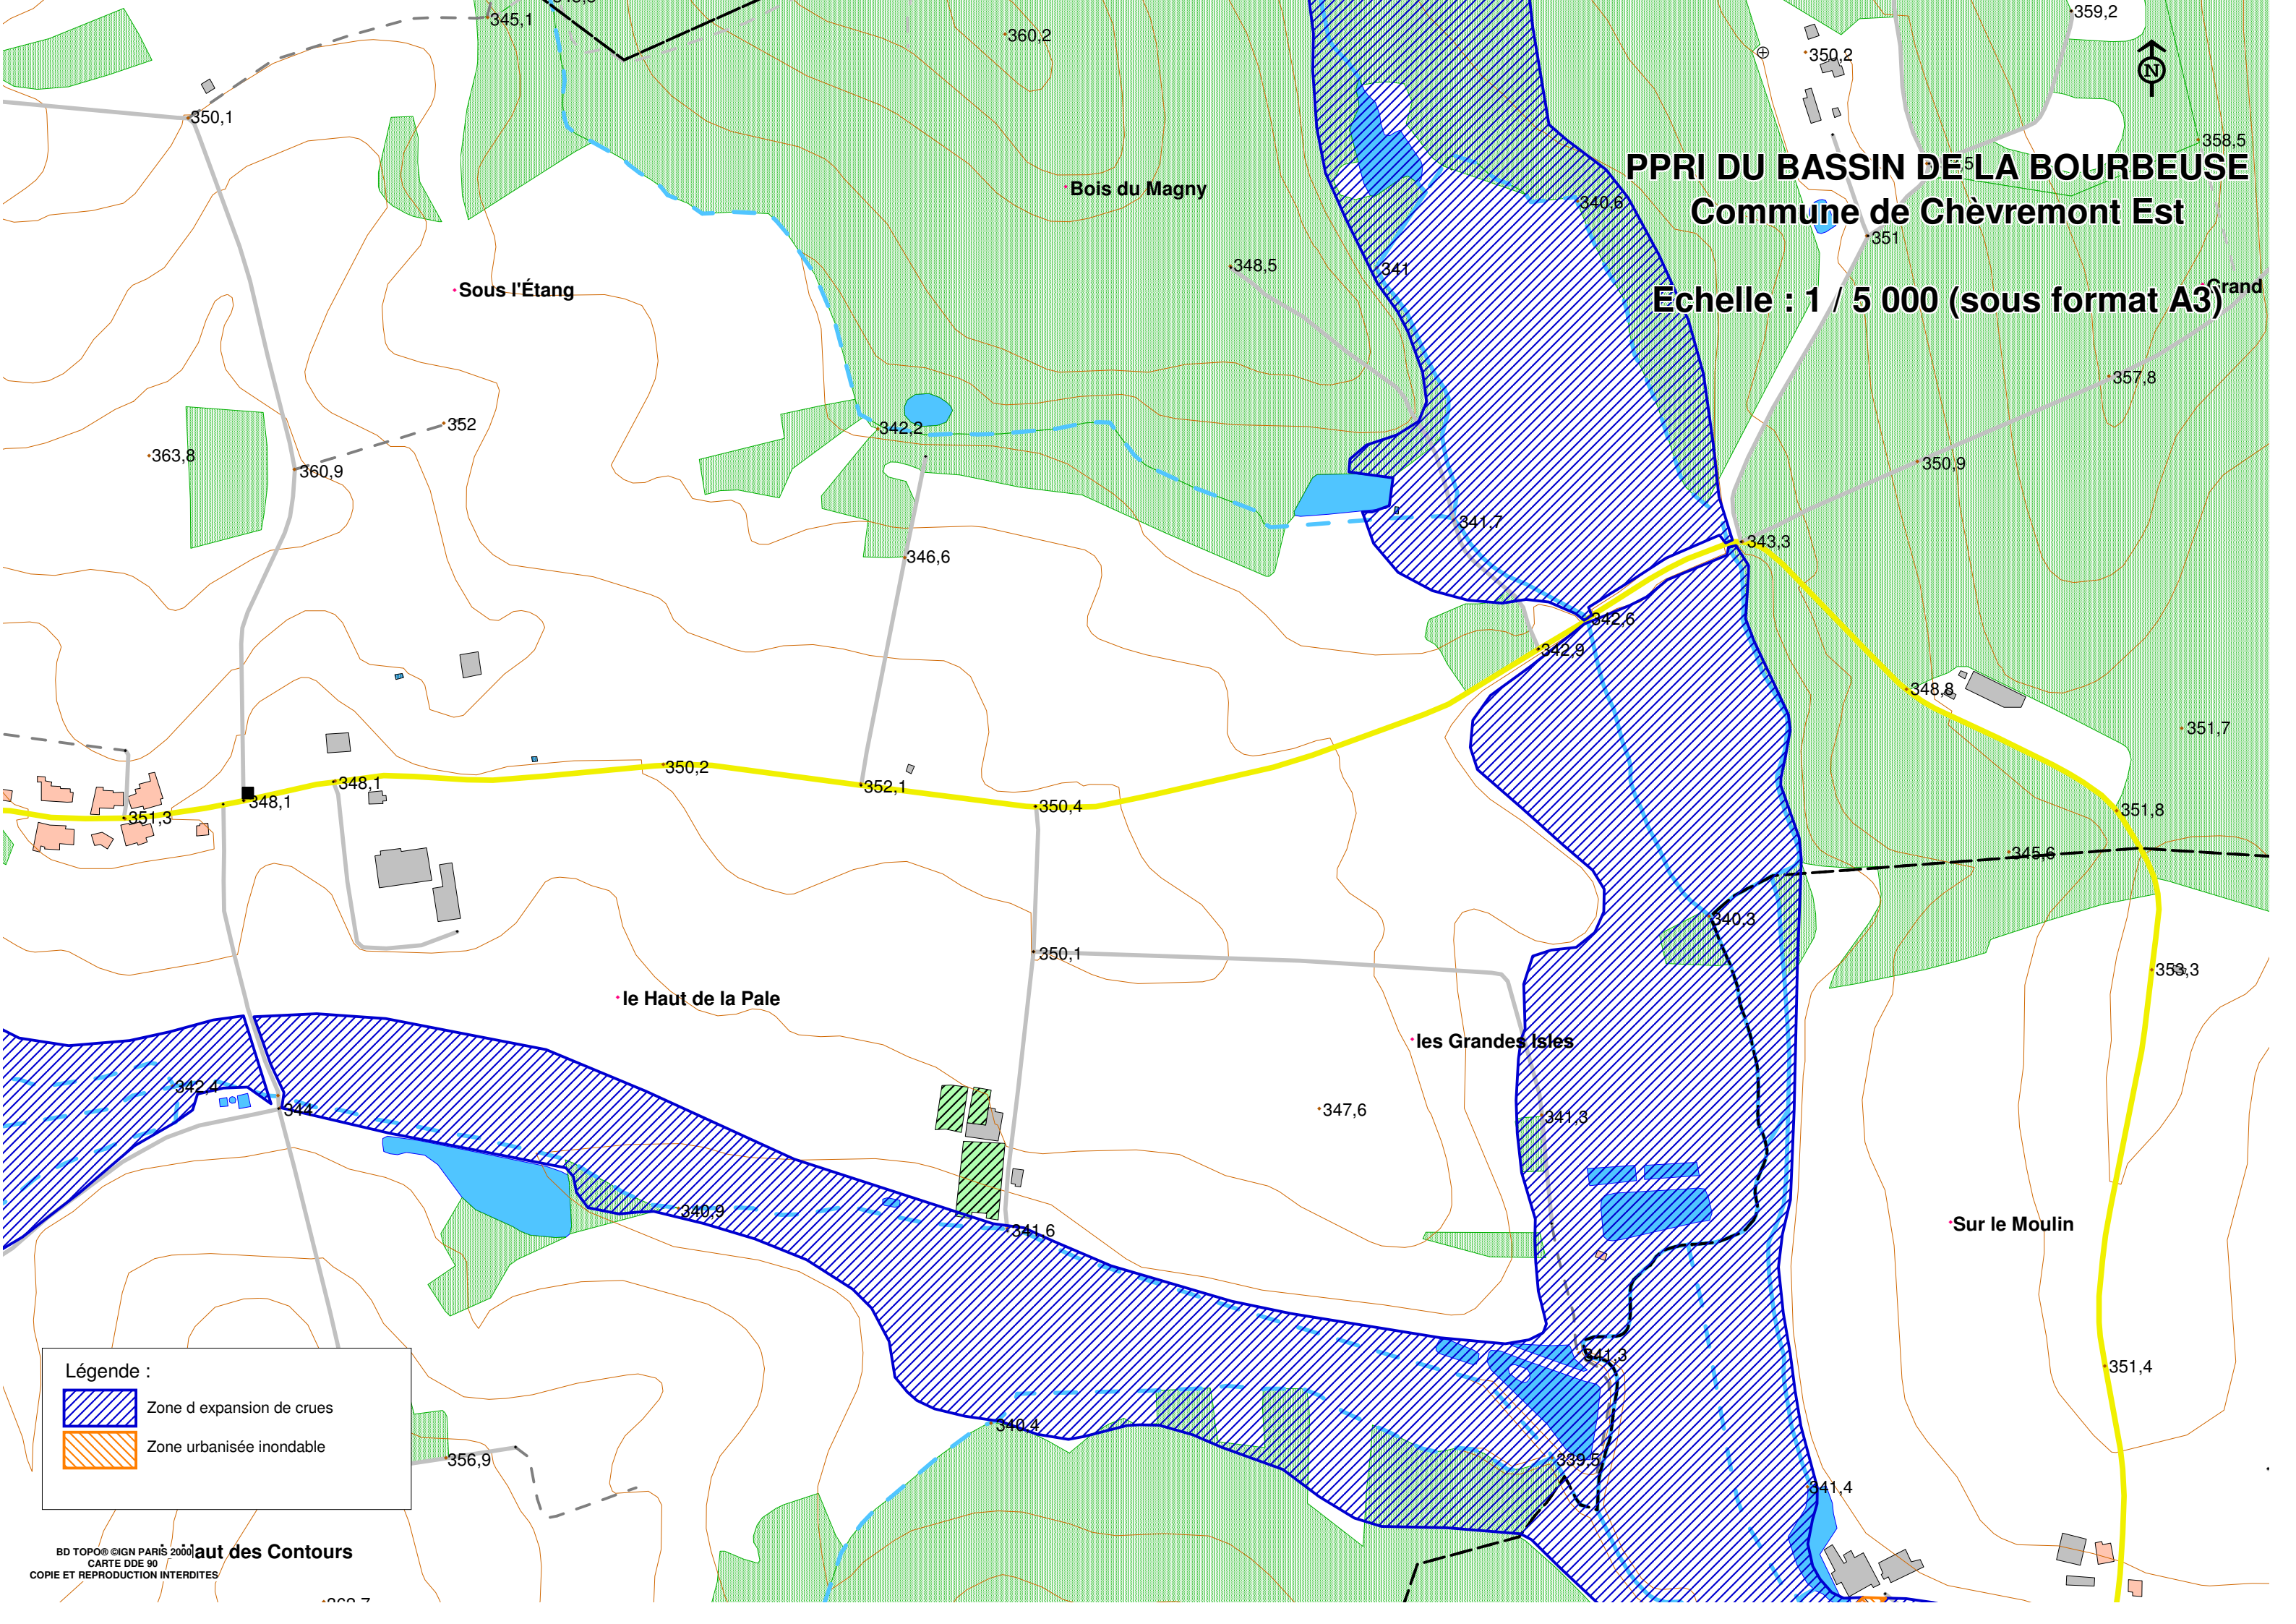 345,1
360,2
359,2
350,2
N
350,1
358,5
PPRI DU BASSIN DE LA BOURBEUSE
Bois du Magny
340,6
Commune de Chèvremont Est
351
348,5
341
Sous l'Étang
Grand
Echelle : 1 / 5 000 (sous format A3)
357,8
352
342,2
363,8
360,9
350,9
341,7
343,3
346,6
342,6
342,9
348,8
351,7
350,2
348,1
352,1
348,1
350,4
351,3
351,8
345,6
340,3
350,1
353,3
le Haut de la Pale
les Grandes Isles
342,4
344
347,6
341,3
340,9
341,6
Sur le Moulin
341,3
351,4
Légende :
Zone d expansion de crues
Zone urbanisée inondable
340,4
356,9
339,5
341,4
Haut des Contours
BD TOPO® ©IGN PARIS 2000
CARTE DDE 90
COPIE ET REPRODUCTION INTERDITES